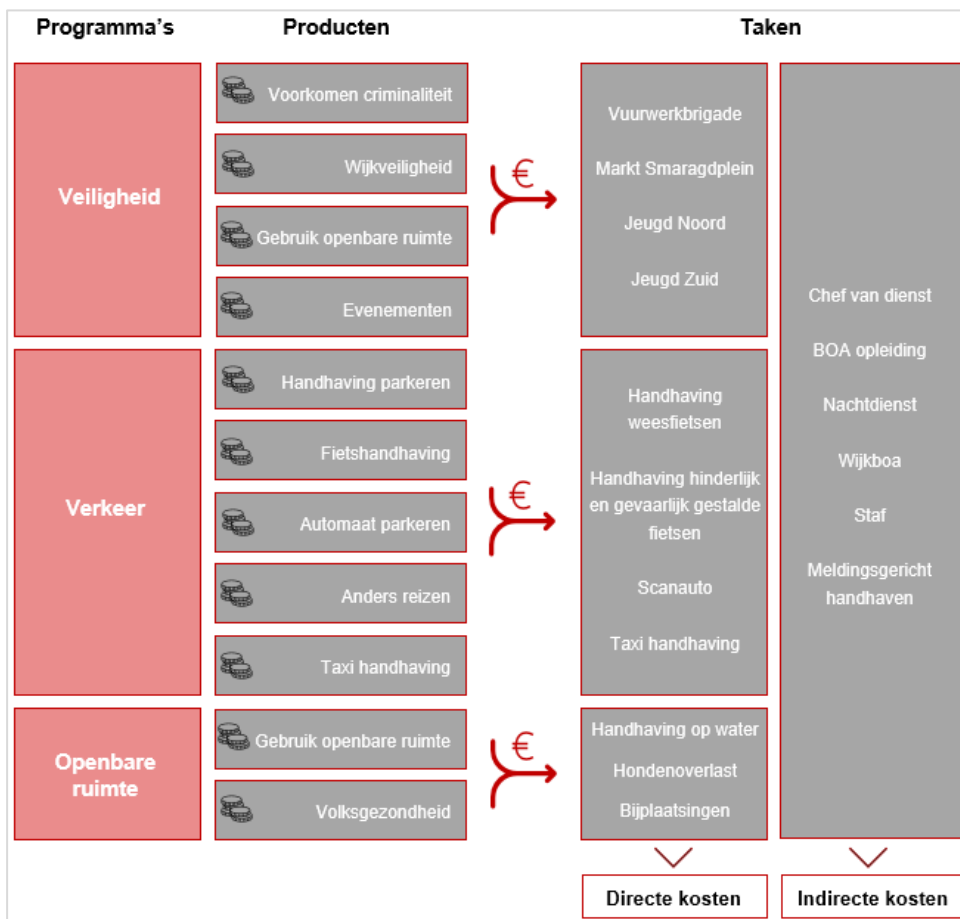 Programma's
Producten
Taken
Veiligheid
Voorkomen criminaliteit
Wijkveiligheid
Gebruik openbare ruimte
Evenementen
€
Vuurwerkbrigade
Markt Smaragdplein
Jeugd Noord
Jeugd Zuid
Verkeer
Handhaving parkeren
Fietshandhaving
Automaat parkeren
Anders reizen
Taxi handhaving
€
Handhaving
weesfietsen
Handhaving hinderlijk
en gevaarlijk gestalde
fietsen
Scanauto
Taxi handhaving
Openbare
ruimte
Gebruik openbare ruimte
Volksgezondheid
€
Handhaving op water
Hondenoverlast
Bijplaatsingen
Chef van dienst
BOA opleiding
Nachtdienst
Wijkboa
Staf
Meldingsgericht
handhaven
Directe kosten
Indirecte kosten